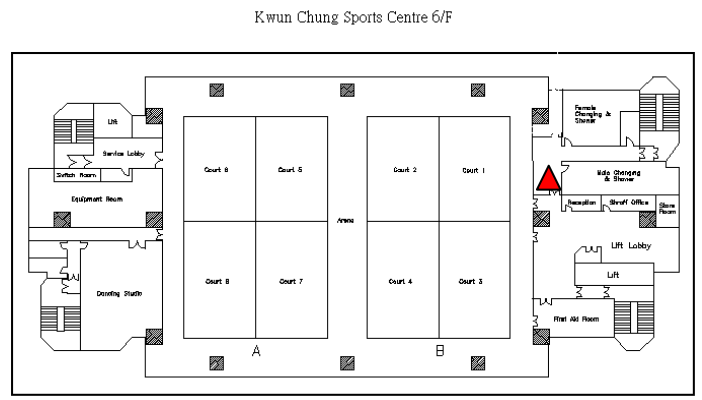 Kwun Chung Sports Centre 6/F
Female
Changing &
Shower
Lift
Service Lobby
Switch Room
Equipment Room
Court 6
Court 5
Court 2
Court 1
Male Changing
& Shower
Reception
Shroff Office
Store
Room
Arena
Lift Lobby
Lift
Court 8
Court 7
Court 4
Court 3
Dancing Studio
First Aid Room
A
B